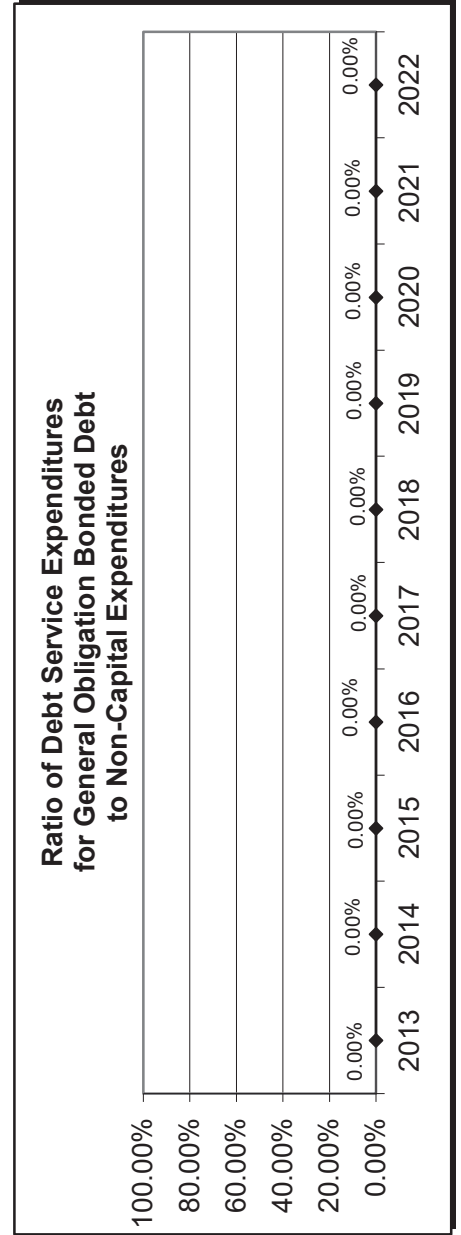 Ratio of Debt Service Expenditures
for General Obligation Bonded Debt
to Non-Capital Expenditures
100.00%
80.00%
60.00%
40.00%
20.00%
0.00%
0.00% 0.00% 0.00% 0.00% 0.00% 0.00% 0.00% 0.00% 0.00% 0.00%
2013 2014 2015 2016 2017 2018 2019 2020 2021 2022